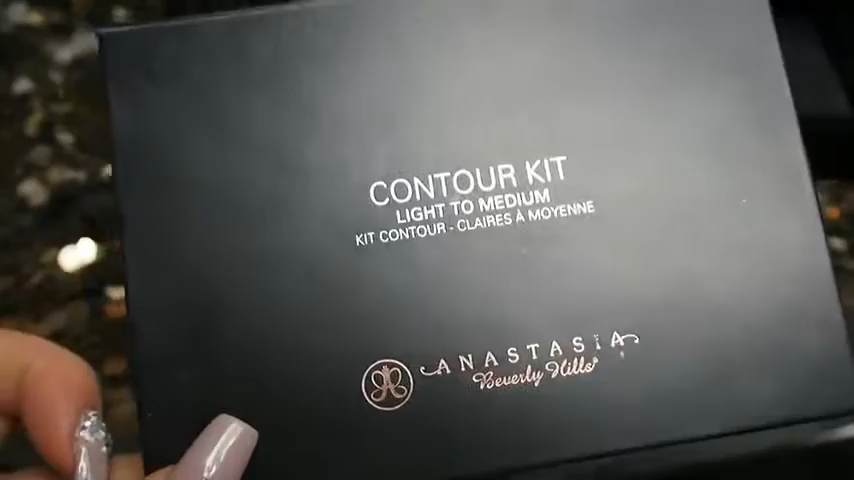 CONTOUR KIT
LIGHT TO MEDIUM
KIT CONTOUR - CLAIRES À MOYENNE
ANASTASIA
Beverly Hills